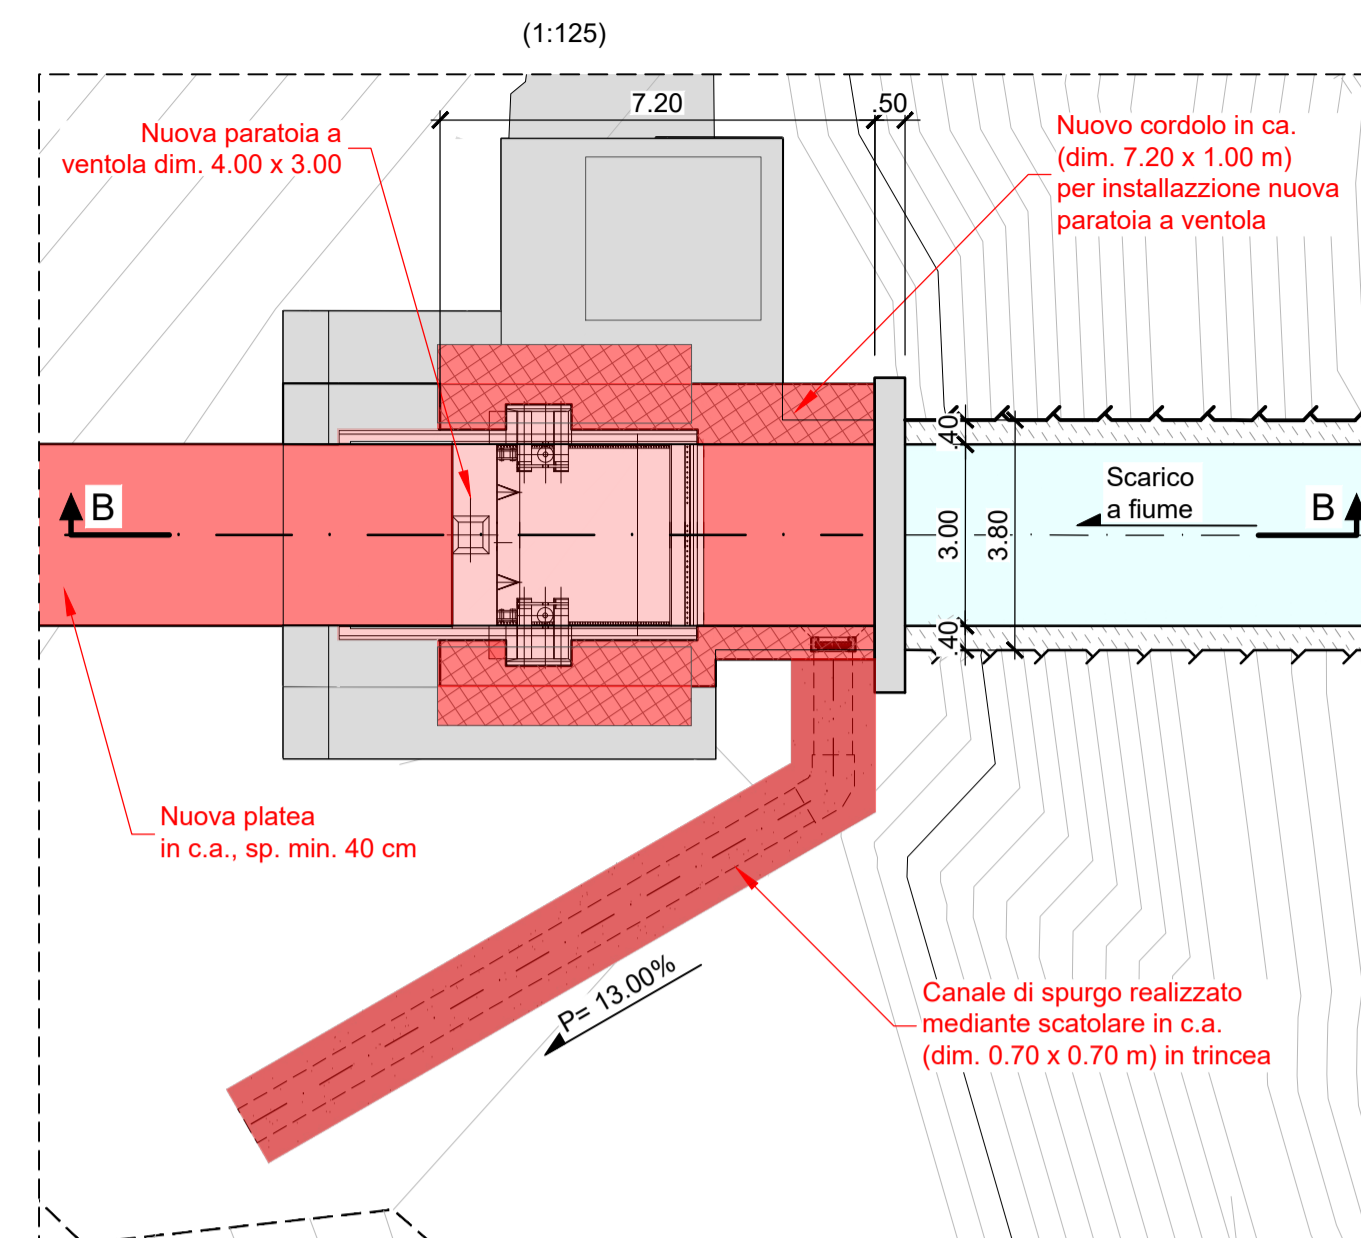 (1:125)
7.20
.50
Nuova paratoia a
ventola dim. 4.00 x 3.00
Nuovo cordolo in ca.
(dim. 7.20 x 1.00 m)
per installazzione nuova
paratoia a ventola
.40
3.00
3.80
.40
Scarico
a fiume
B
B
Nuova platea
in c.a., sp. min. 40 cm
P= 13.00%
Canale di spurgo realizzato
mediante scatolare in c.a.
(dim. 0.70 x 0.70 m) in trincea